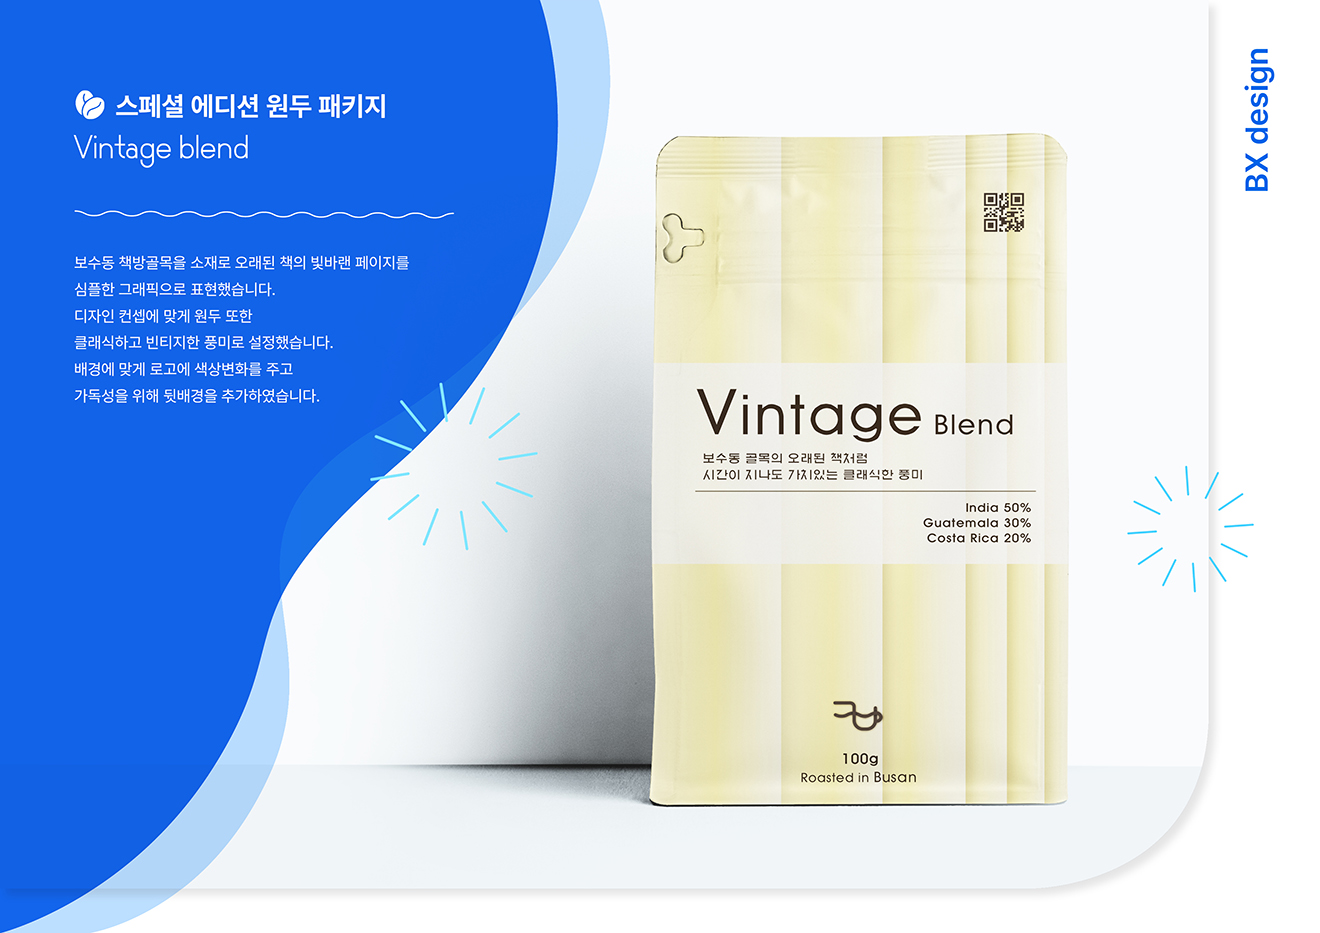 스페셜 에디션 원두 패키지
Vintage blend
보수동 책방골목을 소재로 오래된 책의 빛바랜 페이지를
심플한 그래픽으로 표현했습니다.
디자인 컨셉에 맞게 원두 또한
클래식하고 빈티지한 풍미로 설정했습니다.
배경에 맞게 로고에 색상변화를 주고
가독성을 위해 뒷배경을 추가하였습니다.
BX design
Vintage Blend
보수동 골목의 오래된 책처럼
시간이 지나도 가치있는 클래식한 풍미
India 50%
Guatemala 30%
Costa Rica 20%
100g
Roasted in Busan